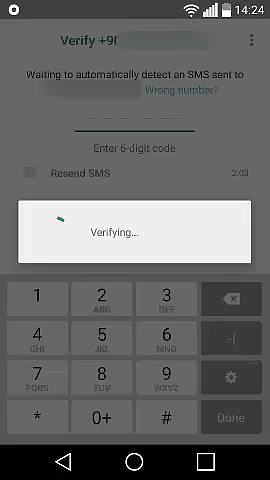 14:24
Verify +90
Waiting to automatically detect an SMS sent to
Wrong number?
Enter 6-digit code
Resend SMS 2:03
Verifying...
1 2 3
ABC DEF
4 5 6 .-(
GHI JKL MNO
7 8 9
PQRS TUV WXYZ
* 0+ # Done